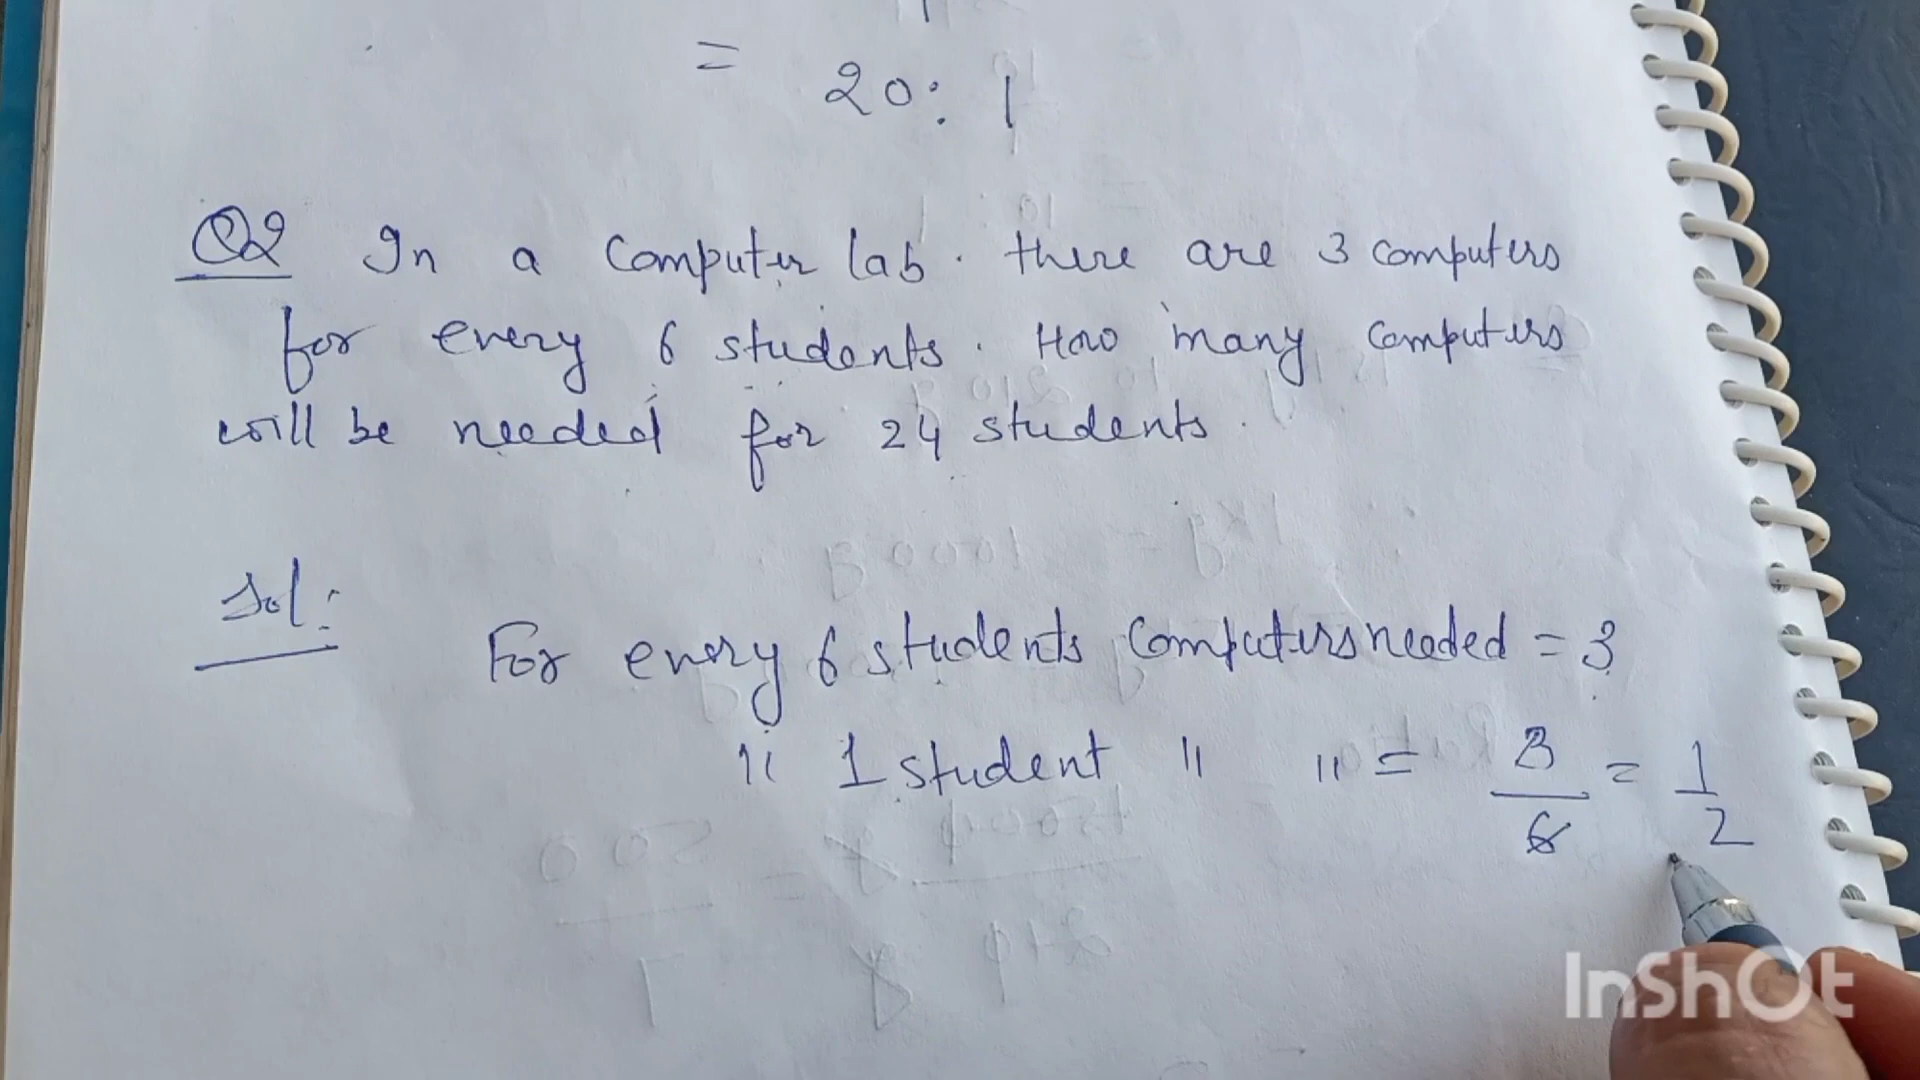 = 20 : 1
Q2 In a computer lab. there are 3 computers
for every 6 students. How many computers
will be needed for 24 students.
Sol:
For every 6 students computers needed = 3
" 1 student " " = 3/6 = 1/2
InShOt